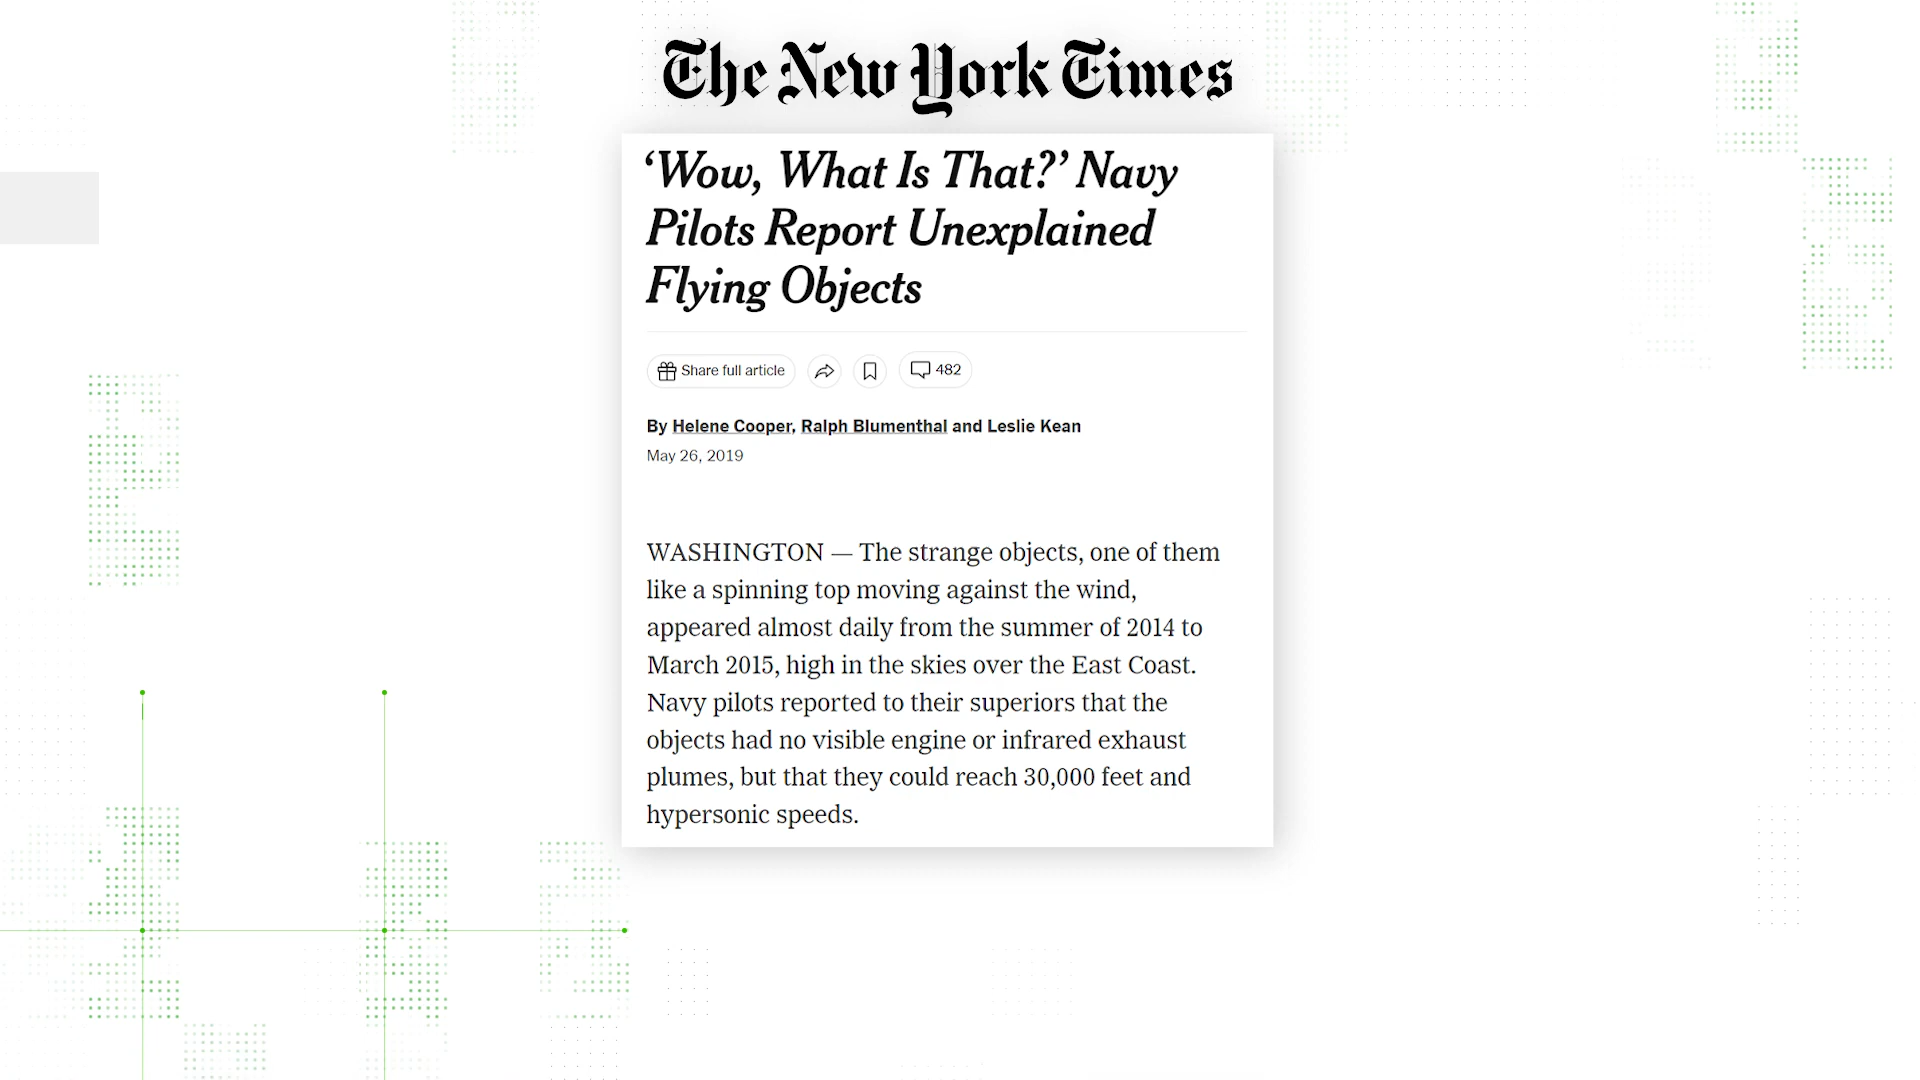 The New York Times
‘Wow, What Is That?’ Navy
Pilots Report Unexplained
Flying Objects
Share full article
482
By Helene Cooper, Ralph Blumenthal and Leslie Kean
May 26, 2019
WASHINGTON — The strange objects, one of them
like a spinning top moving against the wind,
appeared almost daily from the summer of 2014 to
March 2015, high in the skies over the East Coast.
Navy pilots reported to their superiors that the
objects had no visible engine or infrared exhaust
plumes, but that they could reach 30,000 feet and
hypersonic speeds.